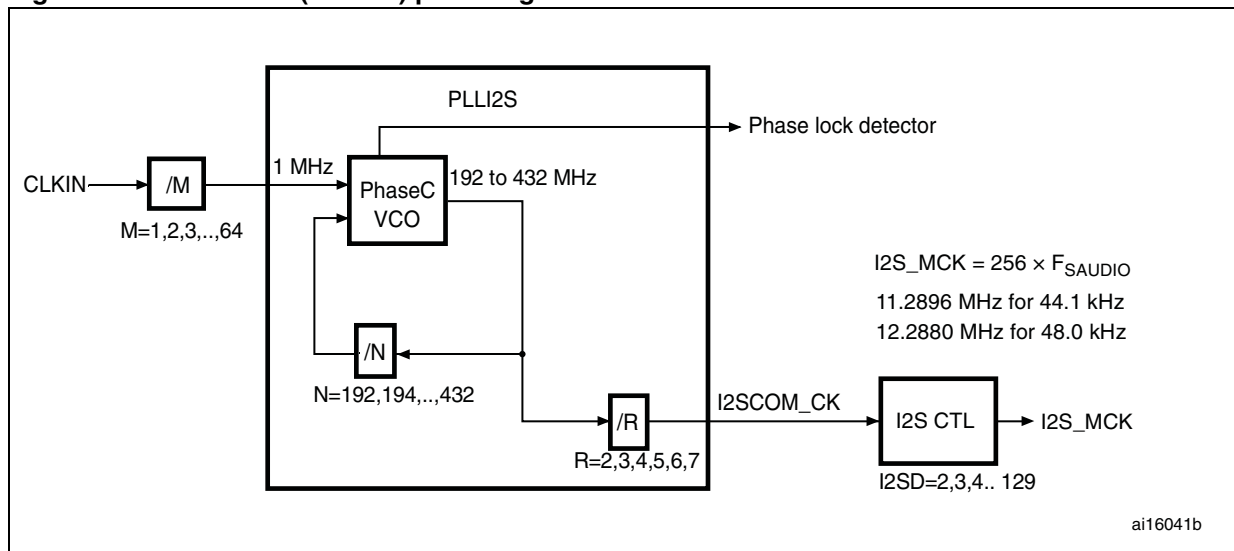 PLLI2S
Phase lock detector
1 MHz
192 to 432 MHz
CLKIN
/M
PhaseC
VCO
M=1,2,3,..,64
I2S_MCK = 256 × FSAUDIO
11.2896 MHz for 44.1 kHz
12.2880 MHz for 48.0 kHz
/N
N=192,194,..,432
I2SCOM_CK
/R
I2S CTL
I2S_MCK
R=2,3,4,5,6,7
I2SD=2,3,4.. 129
ai16041b